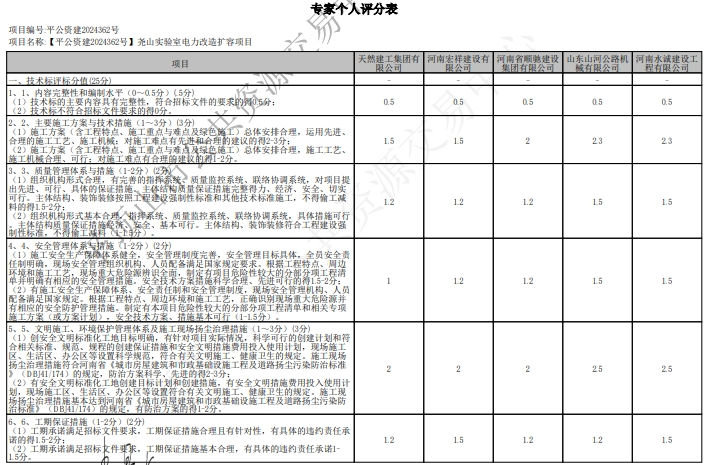 专家个人评分表
项目编号:平公资建2024362号
项目名称:【平公资建2024362号】尧山实验室电力改造扩容项目
项目 天然建工集团有限公司 河南宏祥建设有限公司 河南省顺驰建设集团有限公司 山东山河公路机械有限公司 河南水诚建设工程有限公司
一、技术标评标分值(25分) - - - - -
1、1、内容完整性和编制水平（0～0.5分）(.5分)
（1）技术标的主要内容具有完整性，符合招标文件的要求的得0.5分；
（2）技术标不符合招标文件要求的得0分。
0.5 0.5 0.5 0.5 0.5
2、2、主要施工方案与技术措施（1～3分）(3分)
（1）施工方案（含工程特点、施工重点与难点及绿色施工）总体安排合理，运用先进、
合理的施工工艺、施工机械；对施工难点有先进和合理的建议的得2-3分；
（2）施工方案（含工程特点、施工重点与难点及绿色施工）总体安排合理，施工工艺、
施工机械合理、可行；对施工难点有合理的建议的得1-2分。
1.5 1.5 2 2.3 2.3
3、3、质量管理体系与措施（1-2分）(2分)
（1）组织机构形式合理，有完善的指挥系统、质量监控系统、联络协调系统，对项目提
出先进、可行、具体的保证措施。主体结构质量保证措施完整得力、经济、安全、切实
可行。主体结构、装饰装修按照工程建设强制性标准和其他技术标准施工，不得偷工减
料的得1.5-2分；
（2）组织机构形式基本合理，指挥系统、质量监控系统、联络协调系统，具体措施可行
。主体结构质量保证措施经济、安全、基本可行。主体结构、装饰装修符合工程建设强
制性标准，不得偷工减料（1-1.5分）。
1.2 1.2 1.2 1.5 1.5
4、4、安全管理体系与措施（1-2分）(2分)
（1）施工安全生产保障体系健全，安全管理制度完善，安全管理目标具体，全员安全责
任制明确，现场安全管理组织机构、人员配备满足国家规定要求。根据工程特点、周边
环境和施工工艺，现场重大危险源辨识全面，制定有项目危险性较大的分部分项工程清
单并明确有相应的安全管理措施。安全技术方案措施科学合理、先进可行的得1.5-2分；
（2）有施工安全生产保障体系、安全责任制和安全管理制度，现场安全管理机构、人员
配备满足国家规定。根据工程特点、周边环境和施工工艺，正确识别现场重大危险源并
有相应的安全防护管理措施。制定有本项目危险性较大的分部分项工程清单和相关专项
施工方案（或方案计划），安全技术方案、措施基本可行（1-1.5分）。
1 1.2 1.2 1.5 1.5
5、5、文明施工、环境保护管理体系及施工现场扬尘治理措施（1～3分）(3分)
（1）创安全文明标准化工地目标明确，有针对项目实际情况，科学可行的创建计划和符
合相关标准、规范、规程的创建保证措施和安全文明措施费用投入使用计划，现场施工
区、生活区、办公区等设置科学规范，符合有关文明施工、健康卫生的规定。施工现场
扬尘治理措施符合河南省《城市房屋建筑和市政基础设施工程及道路扬尘污染防治标准
》（DBJ41/174）的规定，防治方案科学、先进的得2-3分；
（2）有安全文明标准化工地创建目标计划和创建措施，有安全文明措施费用投入使用计
划，现场施工区、生活区、办公区等设置符合有关文明施工、健康卫生的规定。施工现
场扬尘治理措施基本达到河南省《城市房屋建筑和市政基础设施工程及道路扬尘污染防
治标准》（DBJ41/174）的规定，有防治方案的得1-2分。
2 2 2 2.5 2.5
6、6、工期保证措施（1-2分）(2分)
（1）工期承诺满足招标文件要求，工期保证措施合理且有针对性，有具体的违约责任承
诺的得1.5-2分；
（2）工期承诺满足招标文件要求，工期保证措施基本合理，有具体的违约责任承诺1-
1.5分。
1.2 1.5 1.2 1.2 1.5